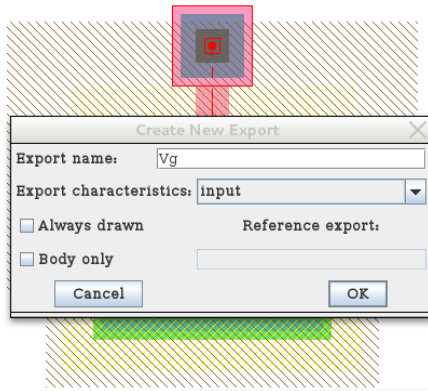 Create New Export
Export name: Vg
Export characteristics: input
Always drawn Reference export:
Body only
Cancel OK